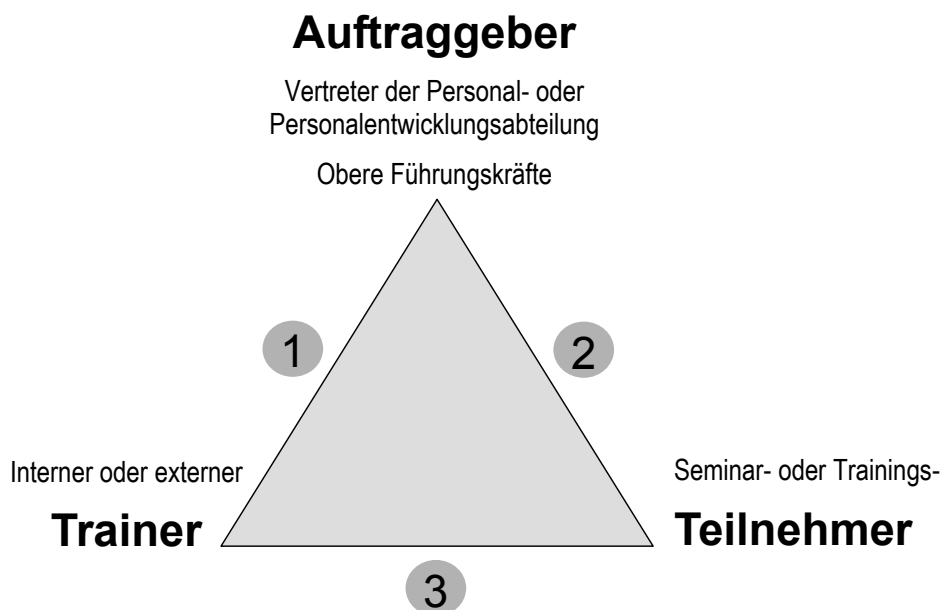 Auftraggeber
Vertreter der Personal- oder
Personalentwicklungsabteilung
Obere Führungskräfte
1
2
Interner oder externer
Trainer
Seminar- oder Trainings-
Teilnehmer
3